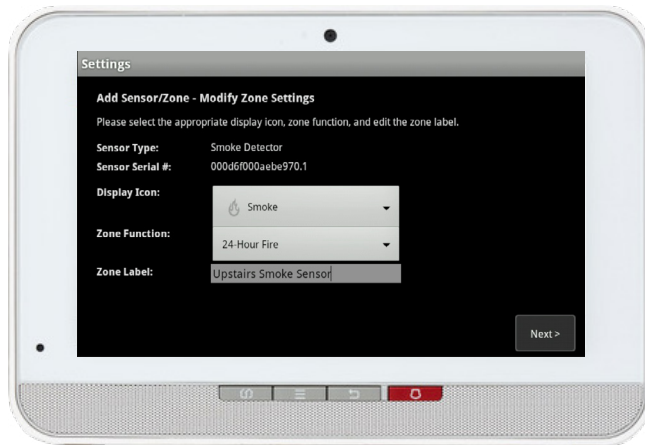 Settings
Add Sensor/Zone - Modify Zone Settings
Please select the appropriate display icon, zone function, and edit the zone label.
Sensor Type: Smoke Detector
Sensor Serial #: 000d6f000aebe970.1
Display Icon: Smoke
Zone Function: 24-Hour Fire
Zone Label: Upstairs Smoke Sensor
Next >